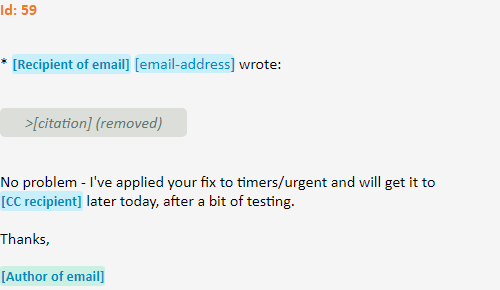 Id: 59
* [Recipient of email] [email-address] wrote:
>[citation] (removed)
No problem - I've applied your fix to timers/urgent and will get it to
[CC recipient] later today, after a bit of testing.
Thanks,
[Author of email]